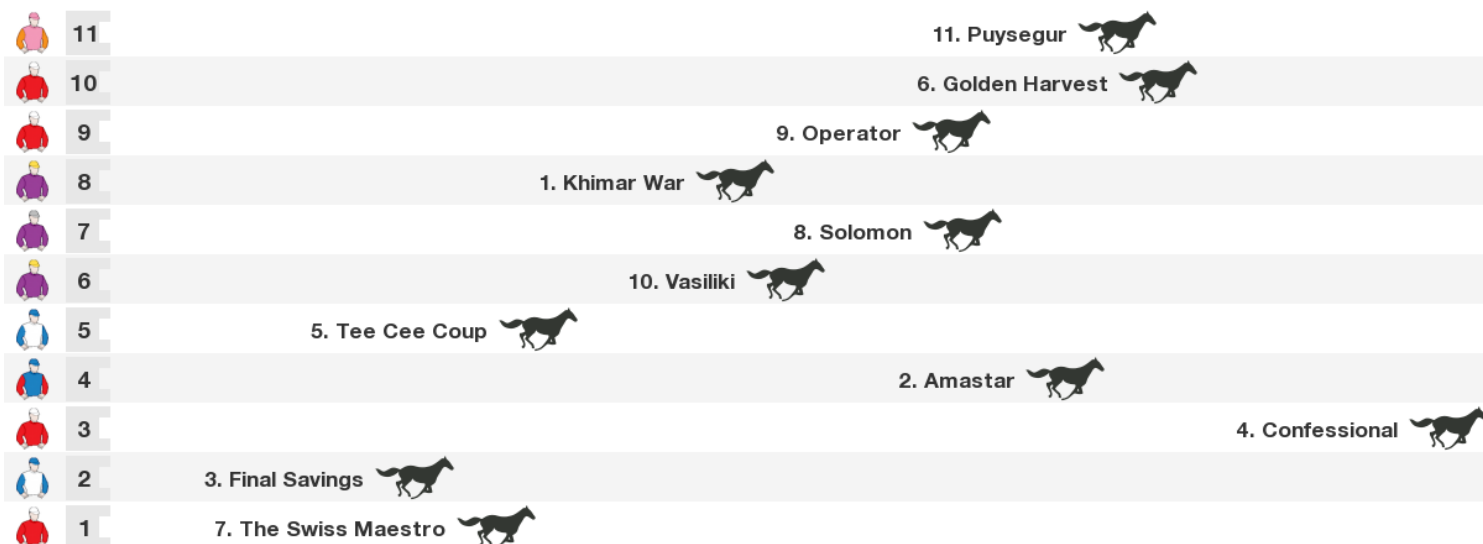 11 11. Puysegur
10 6. Golden Harvest
9 9. Operator
8 1. Khimar War
7 8. Solomon
6 10. Vasiliki
5 5. Tee Cee Coup
4 2. Amastar
3 4. Confessional
2 3. Final Savings
1 7. The Swiss Maestro